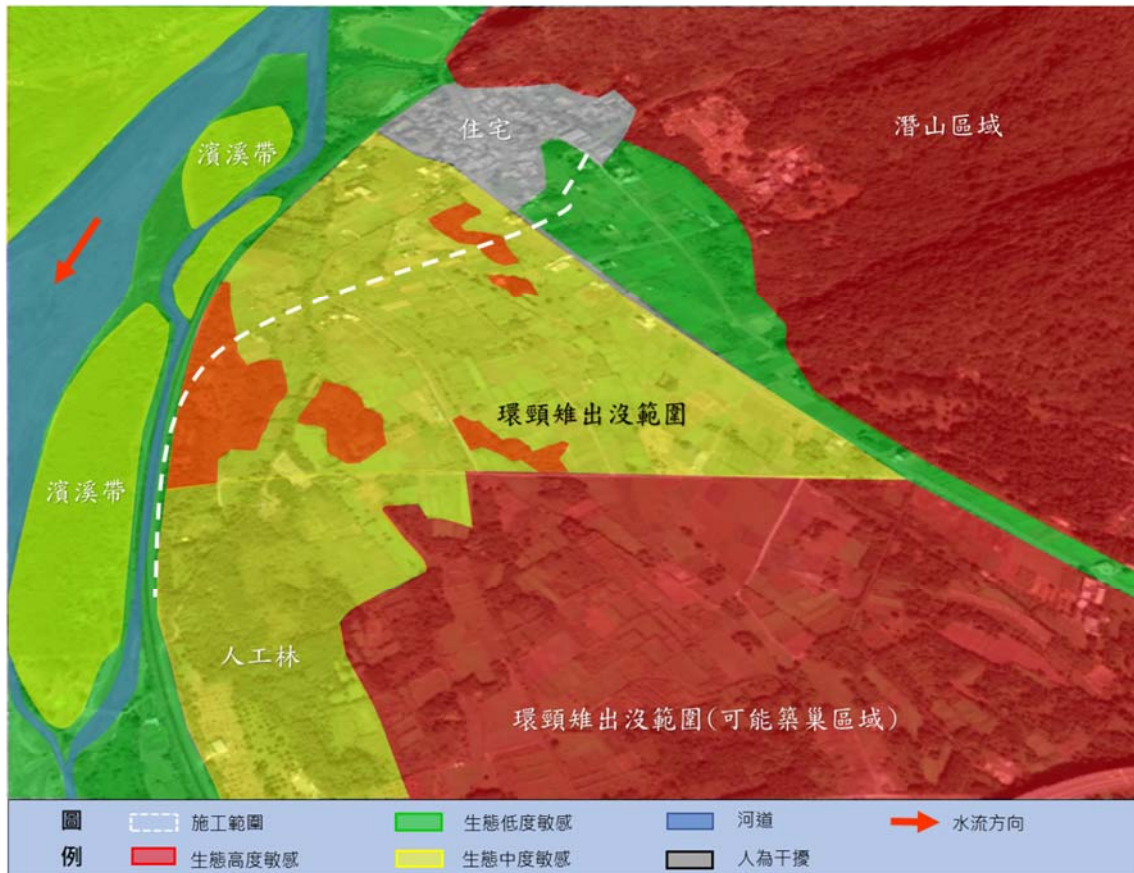 住宅
潛山區域
濱溪帶
環頸雉出沒範圍
濱溪帶
人工林
環頸雉出沒範圍(可能築巢區域)
圖例
施工範圍
生態低度敏感
河道
水流方向
生態高度敏感
生態中度敏感
人為干擾